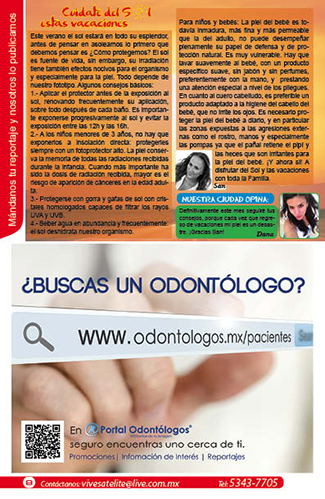 Mándanos tu reportaje y nosotros lo publicamos
Cuidate del Sol
estas vacaciones
Este verano el sol estará en todo su esplendor,
antes de pensar en asolearnos lo primero que
debemos pensar es ¿Cómo protegernos? El sol
es fuente de vida, sin embargo, su irradiación
tiene también efectos nocivos para el organismo
y especialmente para la piel. Todo depende de
nuestro fototipo. Algunos consejos básicos:
1.- Aplicar el protector antes de la exposición al
sol, renovando frecuentemente su aplicación,
sobre todo después de cada baño. Es importan-
te exponerse progresivamente al sol y evitar la
exposición entre las 12h y las 16h.
2.- A los niños menores de 3 años, no hay que
exponerlos a la insolación directa: protegerles
siempre con un fotoprotector alto. La piel conser-
va la memoria de todas las radiaciones recibidas
durante la infancia. Cuando más importante ha
sido la dosis de radiación recibida, mayor es el
riesgo de aparición de cánceres en la edad adul-
ta.
3.- Protegerse con gorra y gafas de sol con cris-
tales homologados capaces de filtrar los rayos
UVA y UVB.
4.- Beber agua en abundancia y frecuentemente:
el sol deshidrata nuestro organismo.
Para niños y bebés: La piel del bebé es to-
davía inmadura, más fina y más permeable
que la del adulto, no puede desempeñar
plenamente su papel de defensa y de pro-
tección natural. Es muy vulnerable. Hay que
lavar suavemente al bebé, con un producto
específico suave, sin jabón y sin perfumes,
preferentemente con la mano, y prestando
una atención especial a nivel de los pliegues.
En cuanto al cuero cabelludo, es preferible un
producto adaptado a la higiene del cabello del
bebé, que no irrite los ojos. Es necesario pro-
teger la piel del bebé a diario, y en particular
las zonas expuestas a las agresiones exter-
nas como el rostro, manos y especialmente
las pompas ya que el pañal retiene el pipí y
las heces que son irritantes para
la piel del bebé. ¡Y ahora sí! A
disfrutar del Sol y las vacaciones
con toda la Familia.
San
NUESTRA CIUDAD OPINA:
Definitivamente este mes seguiré tus
consejos, porque cada vez que regre-
so de vacaciones mi piel es un desas-
tre. ¡Gracias San!
Dana
¿BUSCAS UN ODONTÓLOGO?
www.odontologos.mx/pacientes
En Portal Odontólogos
seguro encuentras uno cerca de ti.
Promociones | Información de Interés | Reportajes
8 Contáctanos: vivesatelite@live.com.mx Tel: 5343-7705